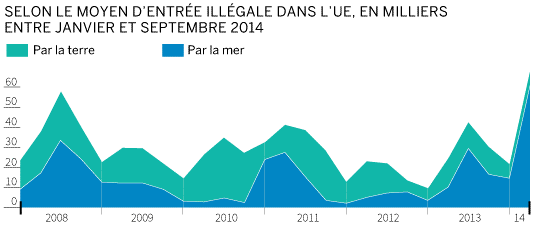 SELON LE MOYEN D'ENTRÉE ILLÉGALE DANS L'UE, EN MILLIERS
ENTRE JANVIER ET SEPTEMBRE 2014
Par la terre Par la mer
60
50
40
30
20
10
0
2008 2009 2010 2011 2012 2013 14